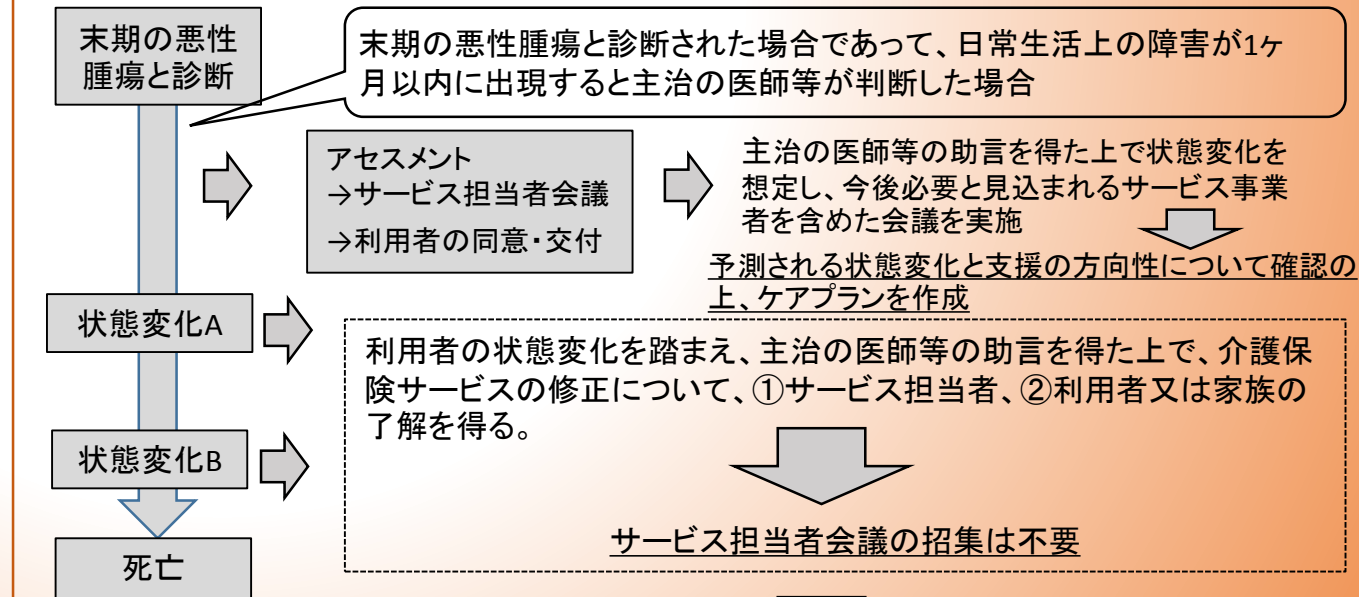 末期の悪性
腫瘍と診断
末期の悪性腫瘍と診断された場合であって、日常生活上の障害が1ヶ
月以内に出現すると主治の医師等が判断した場合
アセスメント
→サービス担当者会議
→利用者の同意・交付
主治の医師等の助言を得た上で状態変化を
想定し、今後必要と見込まれるサービス事業
者を含めた会議を実施
予測される状態変化と支援の方向性について確認の
上、ケアプランを作成
状態変化A
利用者の状態変化を踏まえ、主治の医師等の助言を得た上で、介護保
険サービスの修正について、①サービス担当者、②利用者又は家族の
了解を得る。
状態変化B
サービス担当者会議の招集は不要
死亡